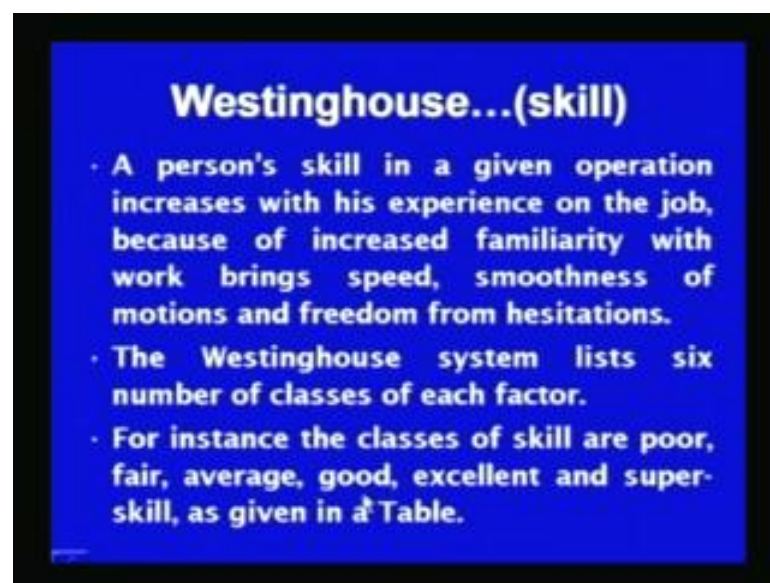 Westinghouse...(skill)
· A person's skill in a given operation
increases with his experience on the job,
because of increased familiarity with
work brings speed, smoothness of
motions and freedom from hesitations.
· The Westinghouse system lists six
number of classes of each factor.
· For instance the classes of skill are poor,
fair, average, good, excellent and super-
skill, as given in a Table.